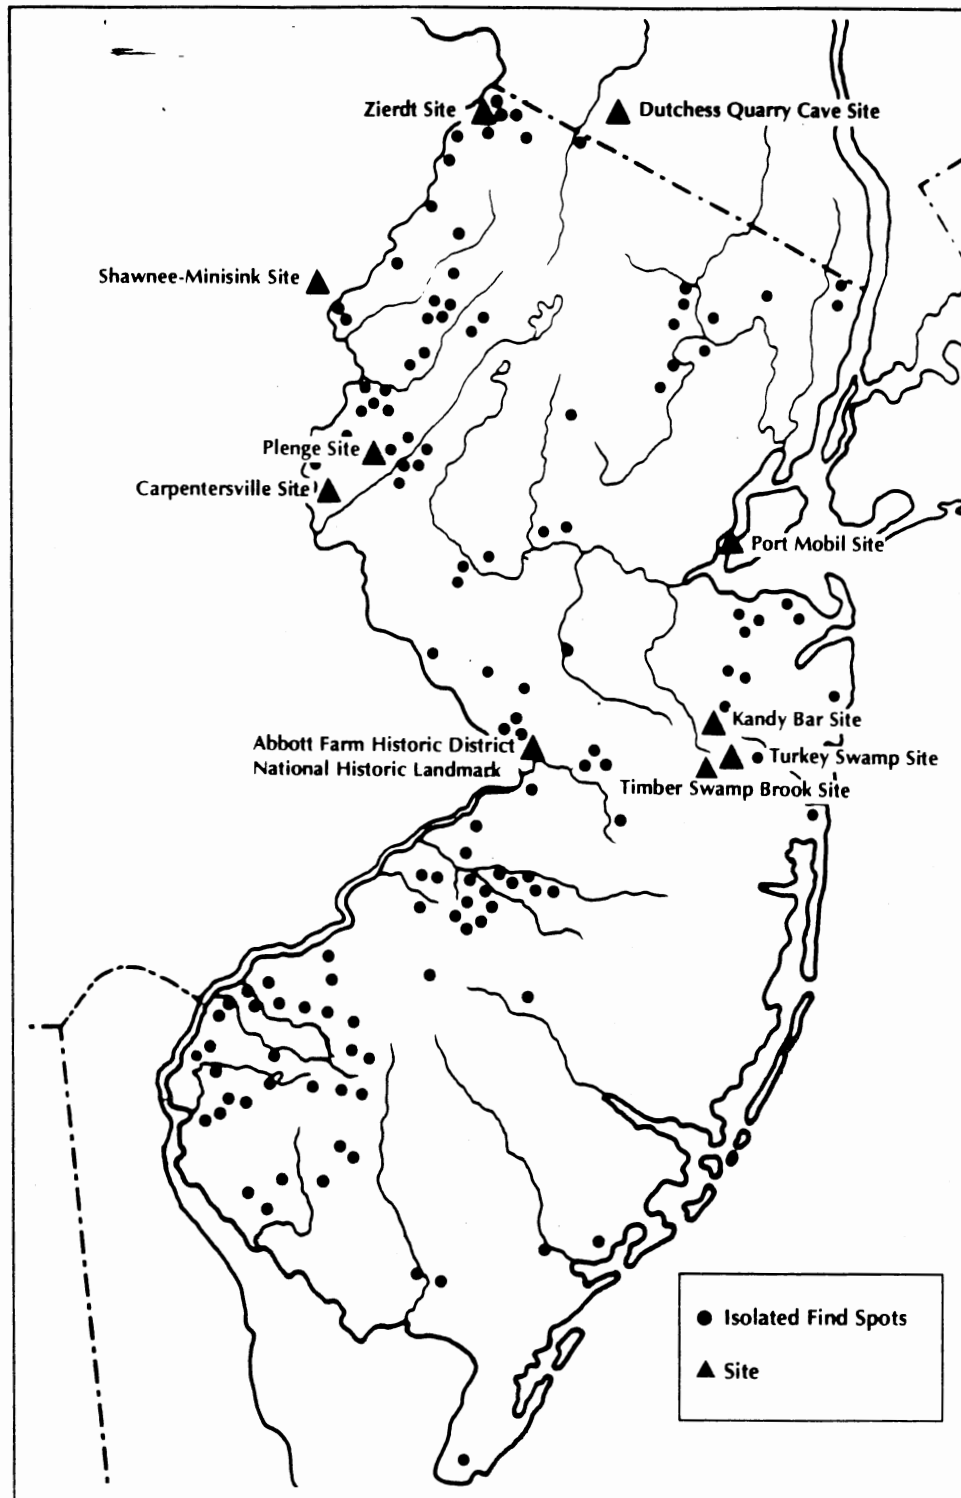 Zierdt Site
Dutchess Quarry Cave Site
Shawnee-Minisink Site
Plenge Site
Carpentersville Site
Port Mobil Site
Kandy Bar Site
Abbott Farm Historic District
National Historic Landmark
Turkey Swamp Site
Timber Swamp Brook Site
Isolated Find Spots
Site